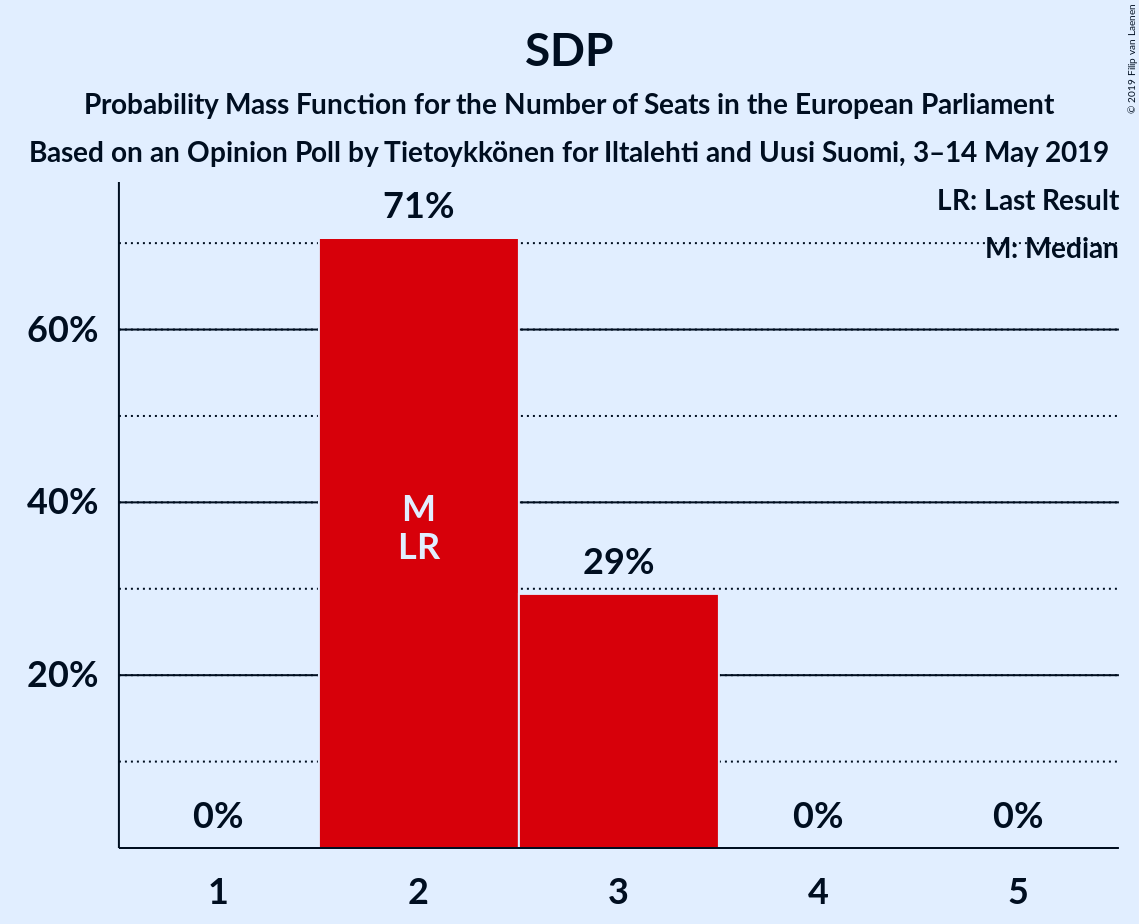 SDP
Probability Mass Function for the Number of Seats in the European Parliament
Based on an Opinion Poll by Tietoykkönen for Iltalehti and Uusi Suomi, 3–14 May 2019
© 2019 Filip van Laenen
LR: Last Result
M: Median
71%
60%
40%
20%
M
LR
29%
0%
0%
0%
1
2
3
4
5